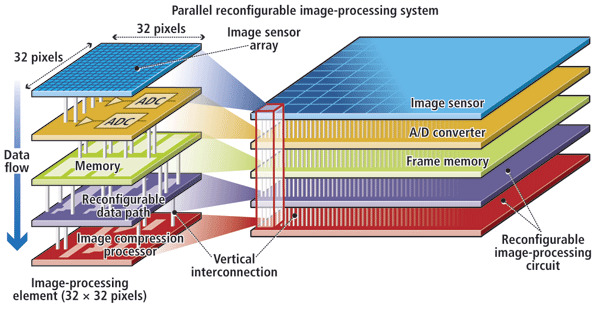 Parallel reconfigurable image-processing system
32 pixels
32 pixels
Image sensor
array
ADC
ADC
Memory
Reconfigurable
data path
Image compression
processor
Data
flow
Image-processing
element (32 × 32 pixels)
Vertical
interconnection
Image sensor
A/D converter
Frame memory
Reconfigurable
image-processing
circuit